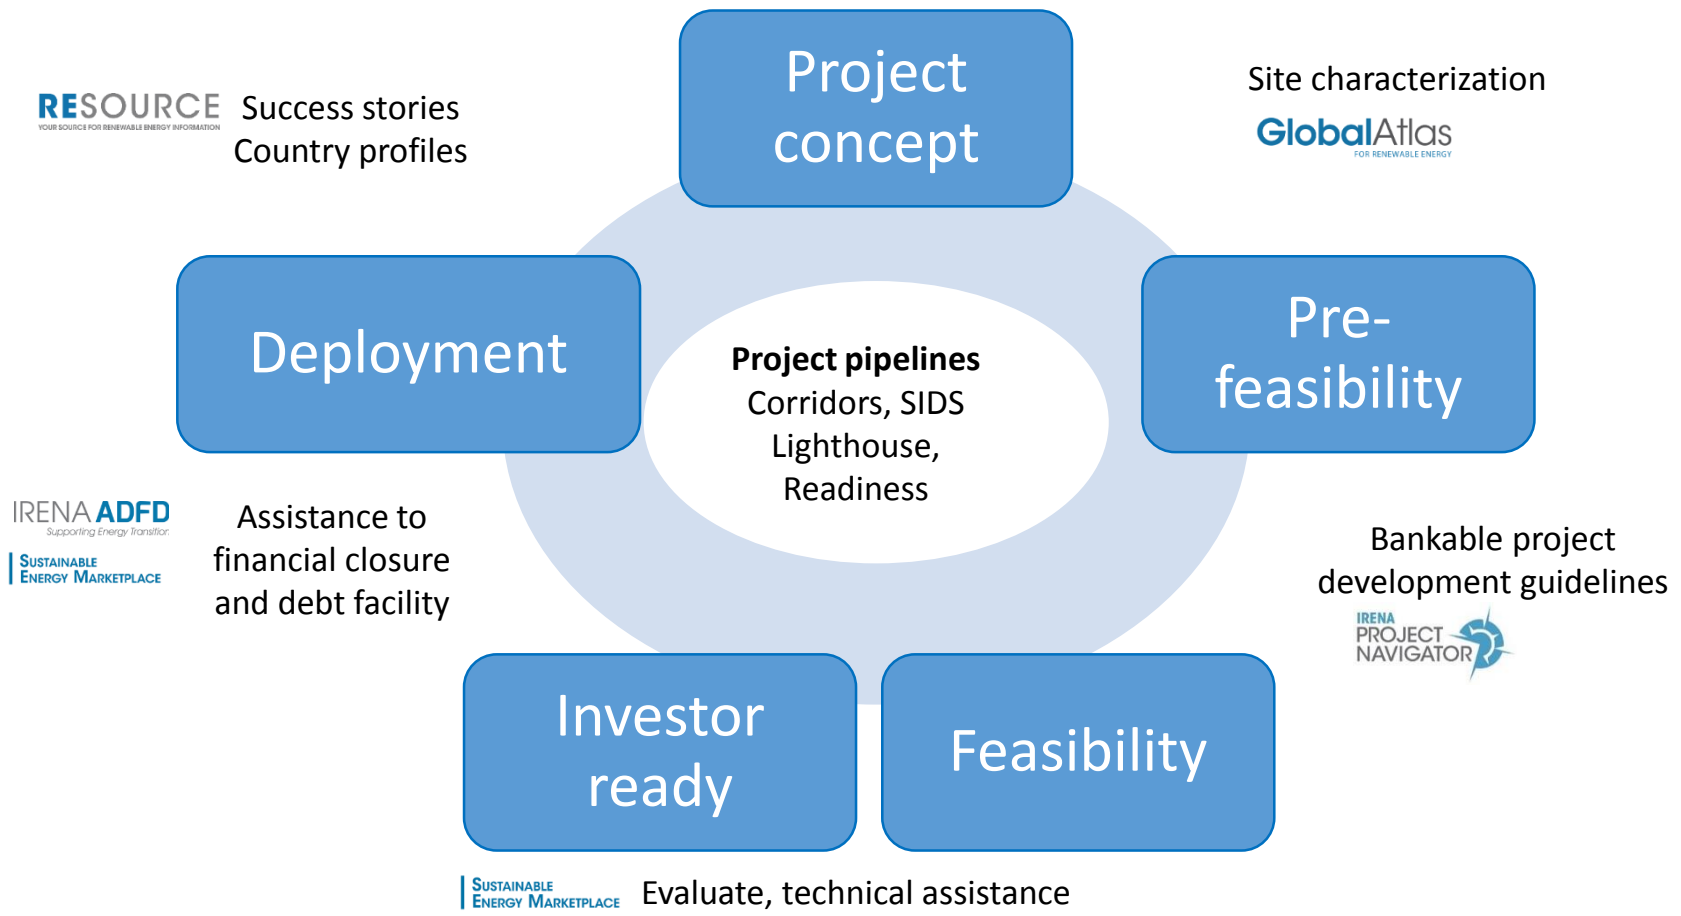 Project
concept
RESOURCE
YOUR SOURCE FOR RENEWABLE ENERGY INFORMATION
Success stories
Country profiles
Site characterization
GlobalAtlas
FOR RENEWABLE ENERGY
Deployment
Pre-
feasibility
Project pipelines
Corridors, SIDS
Lighthouse,
Readiness
IRENA ADFD
Supporting Energy Transition
SUSTAINABLE
ENERGY MARKETPLACE
Assistance to
financial closure
and debt facility
Bankable project
development guidelines
IRENA
PROJECT
NAVIGATOR
Investor
ready
Feasibility
SUSTAINABLE
ENERGY MARKETPLACE
Evaluate, technical assistance